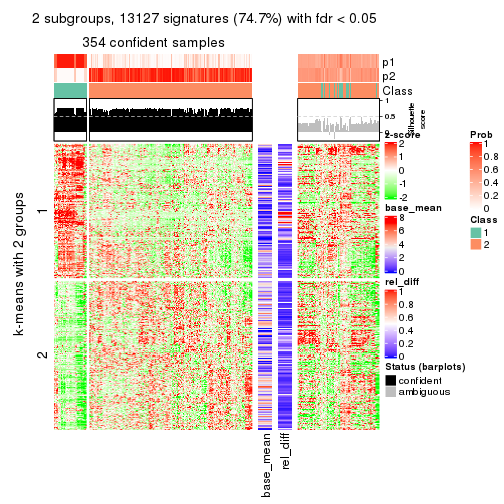 2 subgroups, 13127 signatures (74.7%) with fdr < 0.05
354 confident samples
p1
p2
Class
1
0.5
0
Silhouette
score
k-means with 2 groups
1
2
base_mean
rel_diff
z-score
2
1
0
-1
-2
base_mean
8
6
4
2
0
rel_diff
1
0.8
0.6
0.4
0.2
0
Status (barplots)
confident
ambiguous
Prob
1
0.8
0.6
0.4
0.2
0
Class
1
2